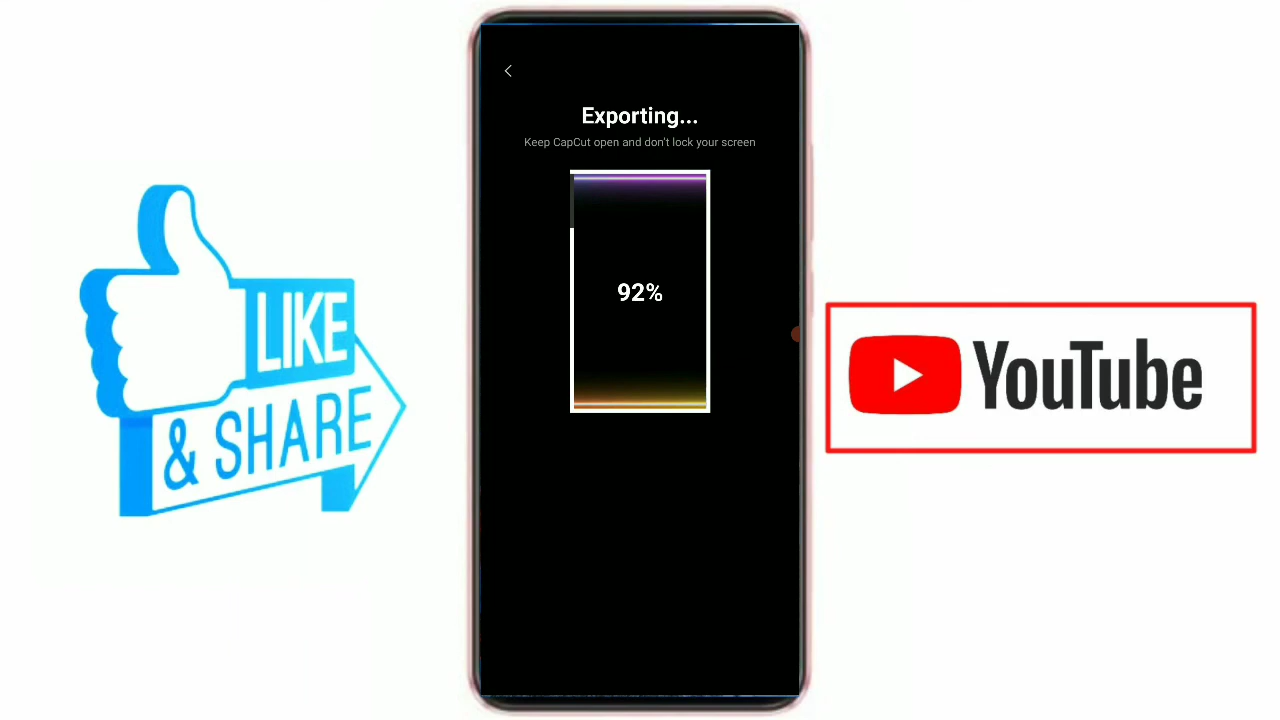 Exporting...
Keep CapCut open and don't lock your screen
92%
LIKE
& SHARE
YouTube